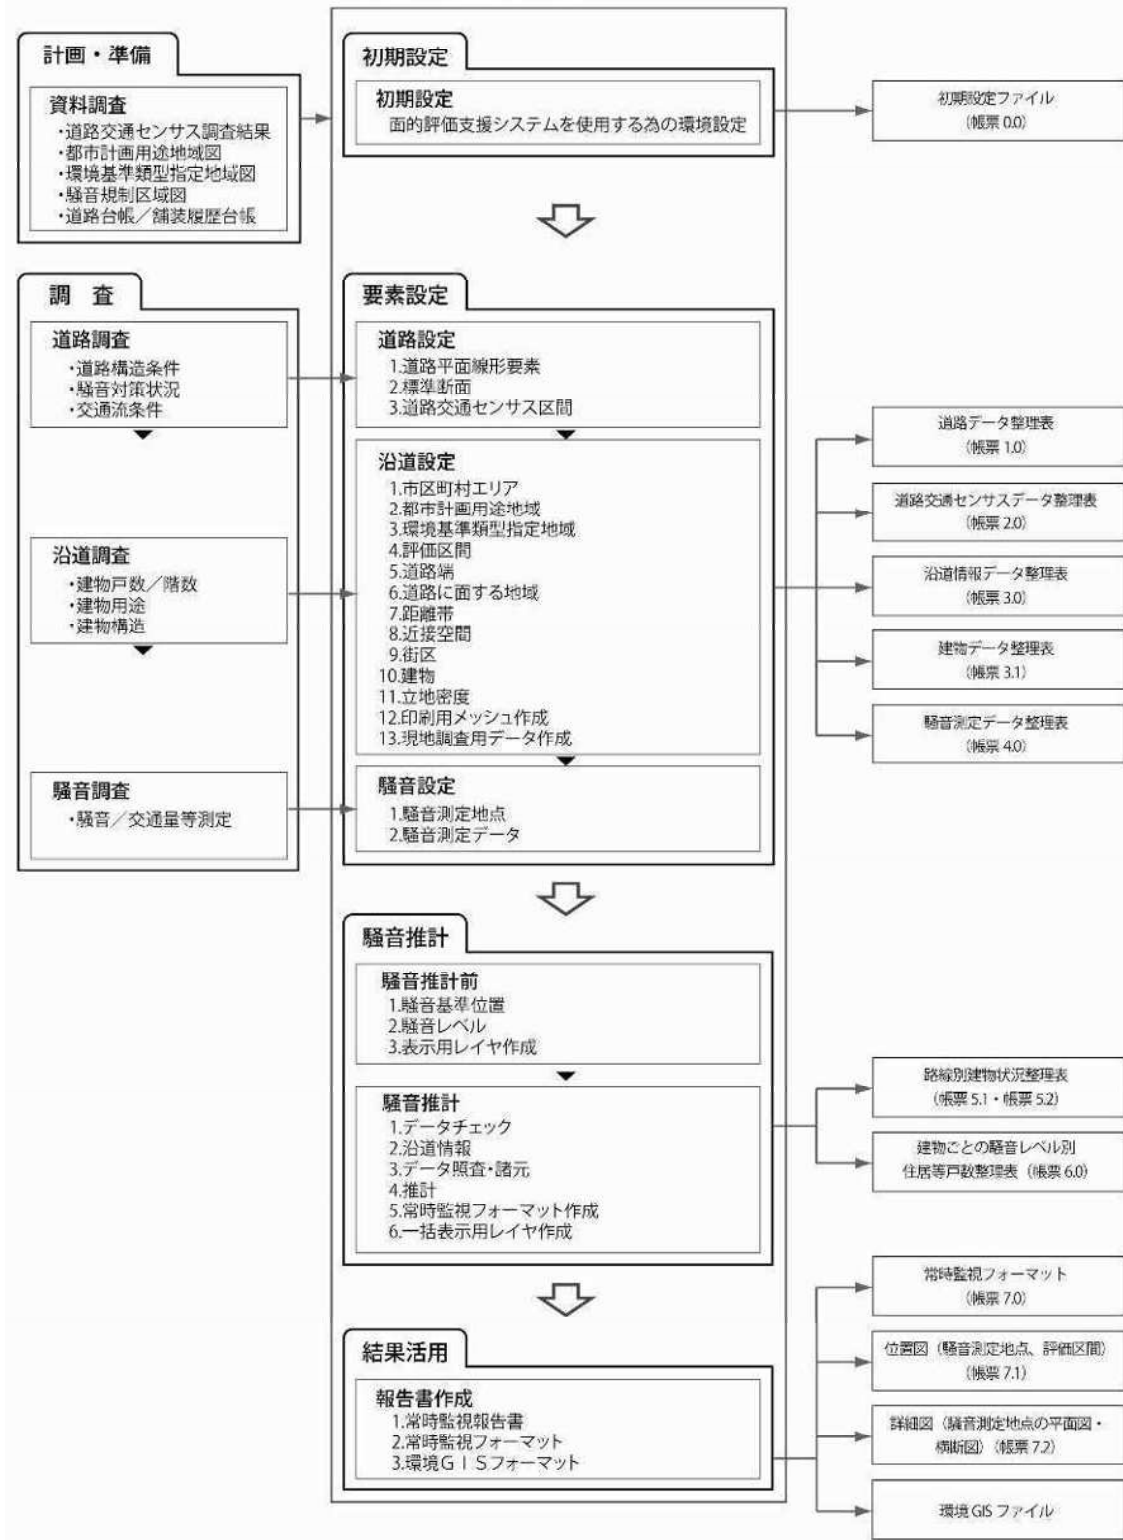 計画・準備
資料調査
・道路交通センサス調査結果
・都市計画用途地域図
・環境基準類型指定地域図
・騒音規制区域図
・道路台帳／舗装履歴台帳
初期設定
初期設定
面的評価支援システムを使用する為の環境設定
初期設定ファイル
（帳票 0.0）
調　査
道路調査
・道路構造条件
・騒音対策状況
・交通流条件
沿道調査
・建物戸数／階数
・建物用途
・建物構造
騒音調査
・騒音／交通量等測定
要素設定
道路設定
1.道路平面線形要素
2.標準断面
3.道路交通センサス区間
沿道設定
1.市区町村エリア
2.都市計画用途地域
3.環境基準類型指定地域
4.評価区間
5.道路端
6.道路に面する地域
7.距離帯
8.近接空間
9.街区
10.建物
11.立地密度
12.印刷用メッシュ作成
13.現地調査用データ作成
騒音設定
1.騒音測定地点
2.騒音測定データ
道路データ整理表
（帳票 1.0）
道路交通センサスデータ整理表
（帳票 2.0）
沿道情報データ整理表
（帳票 3.0）
建物データ整理表
（帳票 3.1）
騒音測定データ整理表
（帳票 4.0）
騒音推計
騒音推計前
1.騒音基準位置
2.騒音レベル
3.表示用レイヤ作成
騒音推計
1.データチェック
2.沿道情報
3.データ照査・諸元
4.推計
5.常時監視フォーマット作成
6.一括表示用レイヤ作成
路線別建物状況整理表
（帳票 5.1・帳票 5.2）
建物ごとの騒音レベル別
住居等戸数整理表（帳票 6.0）
結果活用
報告書作成
1.常時監視報告書
2.常時監視フォーマット
3.環境ＧＩＳフォーマット
常時監視フォーマット
（帳票 7.0）
位置図（騒音測定地点、評価区間）
（帳票 7.1）
詳細図（騒音測定地点の平面図・
横断図）（帳票 7.2）
環境 GIS ファイル